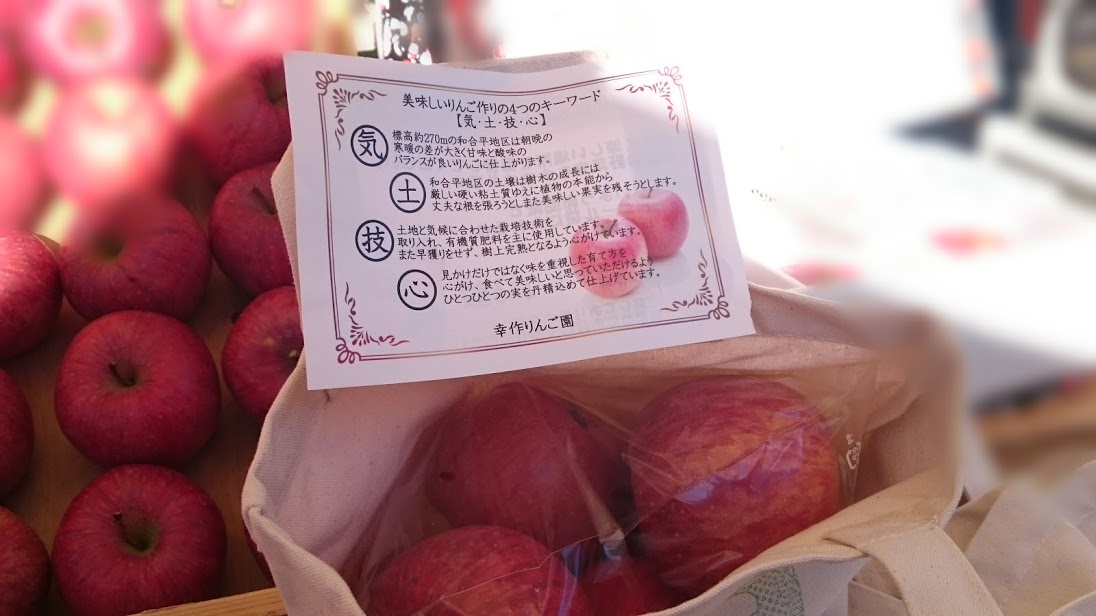 美味しいりんご作りの4つのキーワード
【気・土・技・心】
気
標高約270mの和合平地区は朝晩の
寒暖の差が大きく甘味と酸味の
バランスが良いりんごに仕上がります。
土
和合平地区の土壌は樹木の成長には
厳しい硬い粘土質ゆえに植物の本能から
丈夫な根を張ろうとしまた美味しい果実を残そうとします。
技
土地と気候に合わせた栽培技術を
取り入れ、有機質肥料を主に使用しています。
また早獲りをせず、樹上完熟となるよう心がけています。
心
見かけだけではなく味を重視した育て方を
心がけ、食べて美味しいと思っていただけるよう
ひとつひとつの実を丹精込めて仕上げています。
幸作りんご園